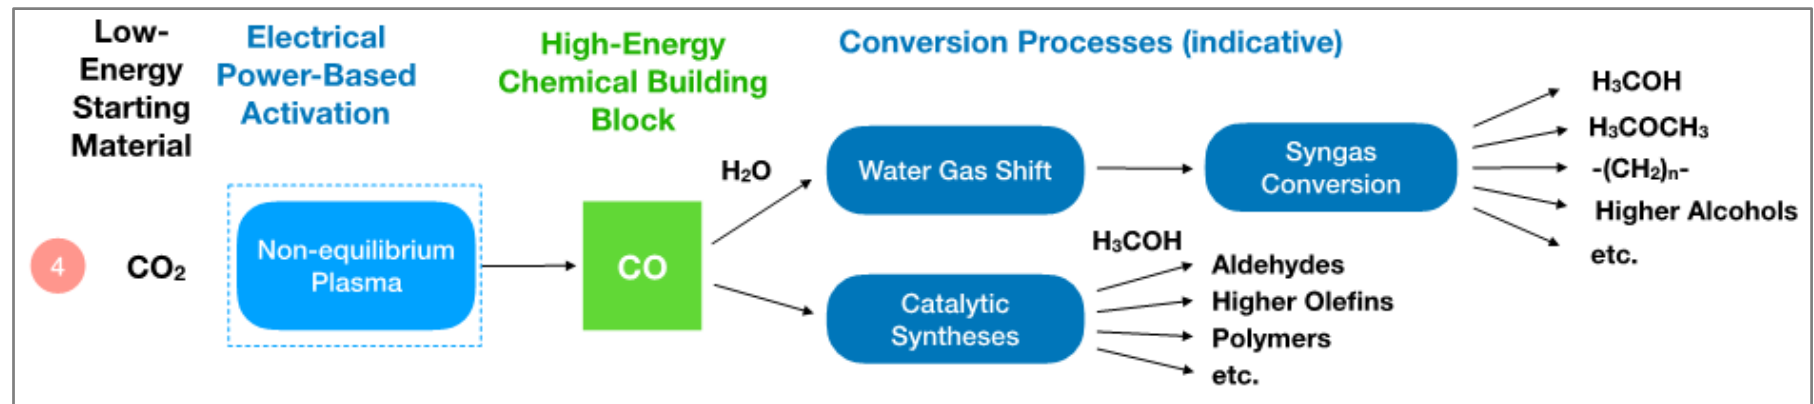 Low-
Energy
Starting
Material
Electrical
Power-Based
Activation
High-Energy
Chemical Building
Block
Conversion Processes (indicative)
4
CO₂
Non-equilibrium
Plasma
CO
H₂O
Water Gas Shift
Syngas
Conversion
H₃COH
H₃COCH₃
-(CH₂)ₙ-
Higher Alcohols
etc.
Catalytic
Syntheses
H₃COH
Aldehydes
Higher Olefins
Polymers
etc.